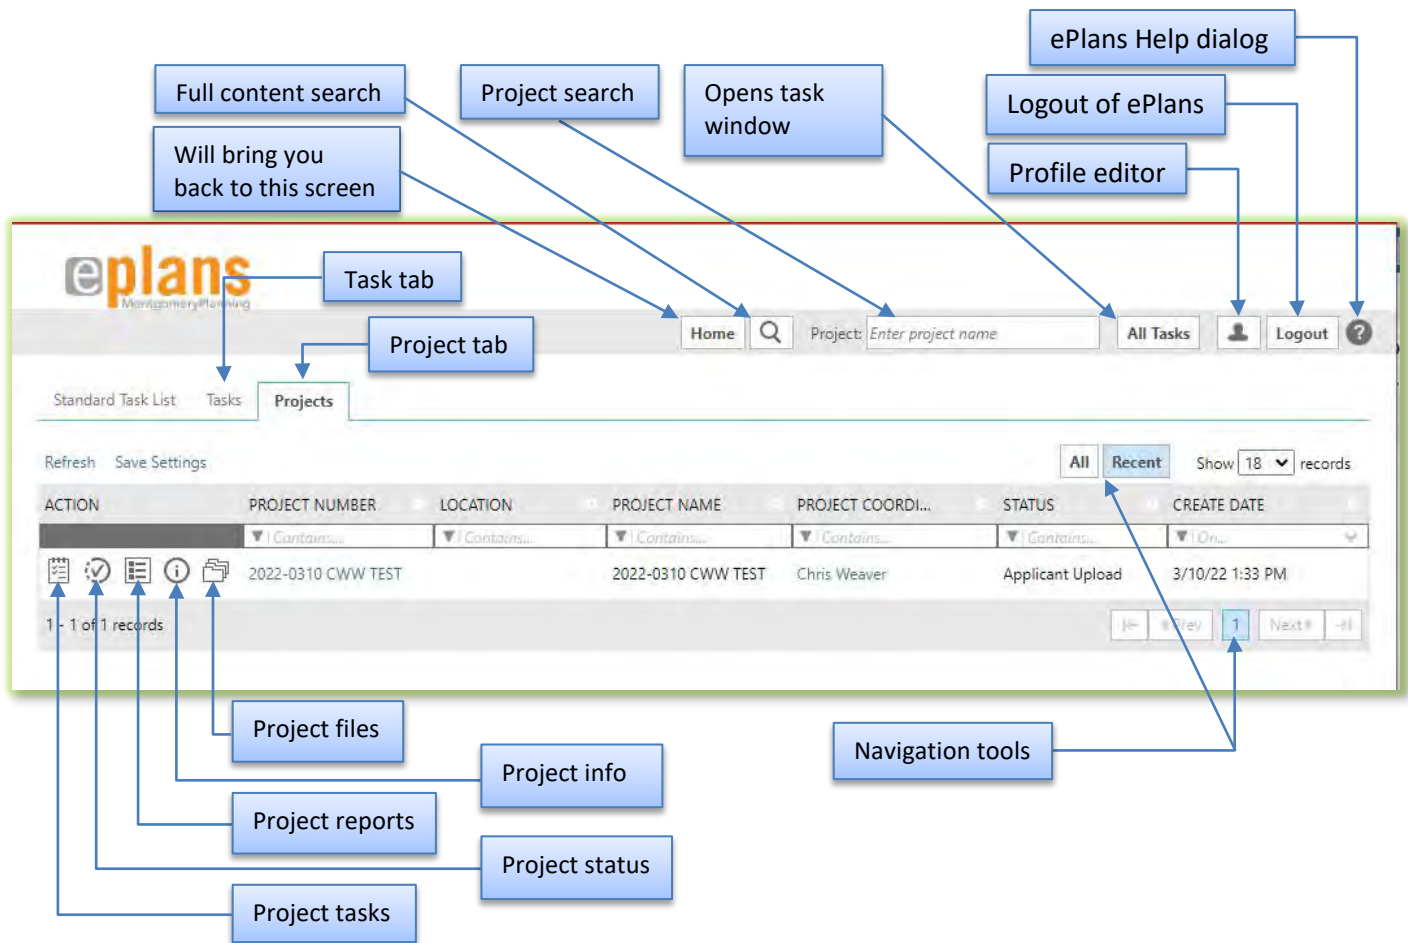 ePlans Help dialog
Full content search
Project search
Opens task
window
Logout of ePlans
Will bring you
back to this screen
Profile editor
eplans
MontgomeryPlanning
Task tab
Project tab
Home
Project: Enter project name
All Tasks
Logout
?
Standard Task List
Tasks
Projects
Refresh
Save Settings
All
Recent
Show 18 records
ACTION
PROJECT NUMBER
LOCATION
PROJECT NAME
PROJECT COORDI...
STATUS
CREATE DATE
Contains...
Contains...
Contains...
Contains...
Contains...
On...
2022-0310 CWW TEST
2022-0310 CWW TEST
Chris Weaver
Applicant Upload
3/10/22 1:33 PM
1 - 1 of 1 records
Prev
1
Next
Project files
Navigation tools
Project info
Project reports
Project status
Project tasks